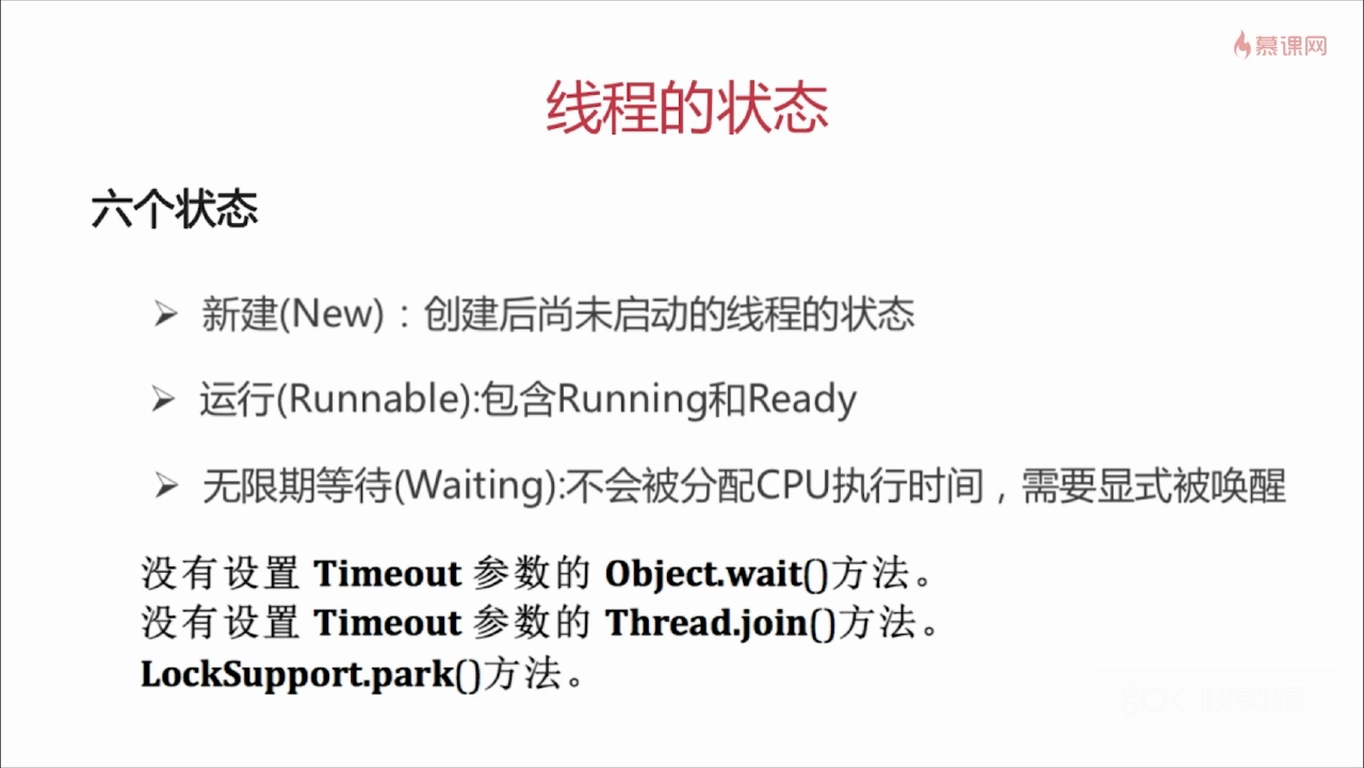 慕课网
线程的状态
六个状态
➢ 新建(New)：创建后尚未启动的线程的状态
➢ 运行(Runnable):包含Running和Ready
➢ 无限期等待(Waiting):不会被分配CPU执行时间，需要显式被唤醒
没有设置 Timeout 参数的 Object.wait()方法。
没有设置 Timeout 参数的 Thread.join()方法。
LockSupport.park()方法。